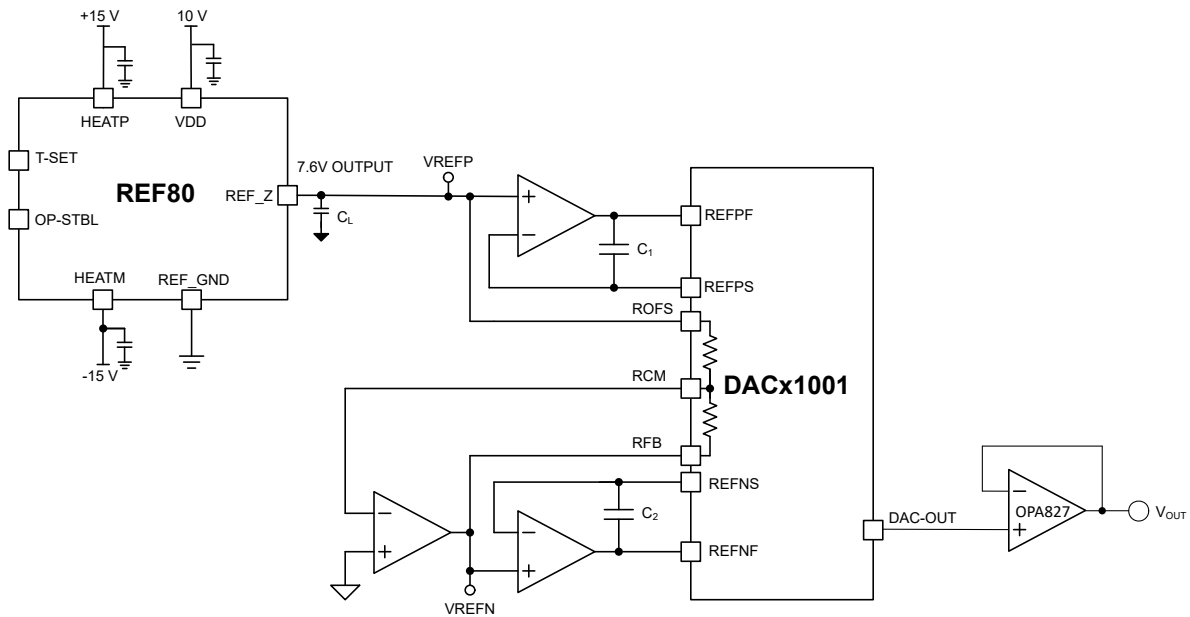 +15 V
10 V
HEATP
VDD
T-SET
REF80
REF_Z
OP-STBL
HEATM
REF_GND
-15 V
7.6V OUTPUT
CL
VREFP
+
−
C1
REFPF
REFPS
ROFS
RCM
DACx1001
RFB
REFNS
C2
REFNF
−
+
−
+
VREFN
DAC-OUT
−
OPA827
+
VOUT